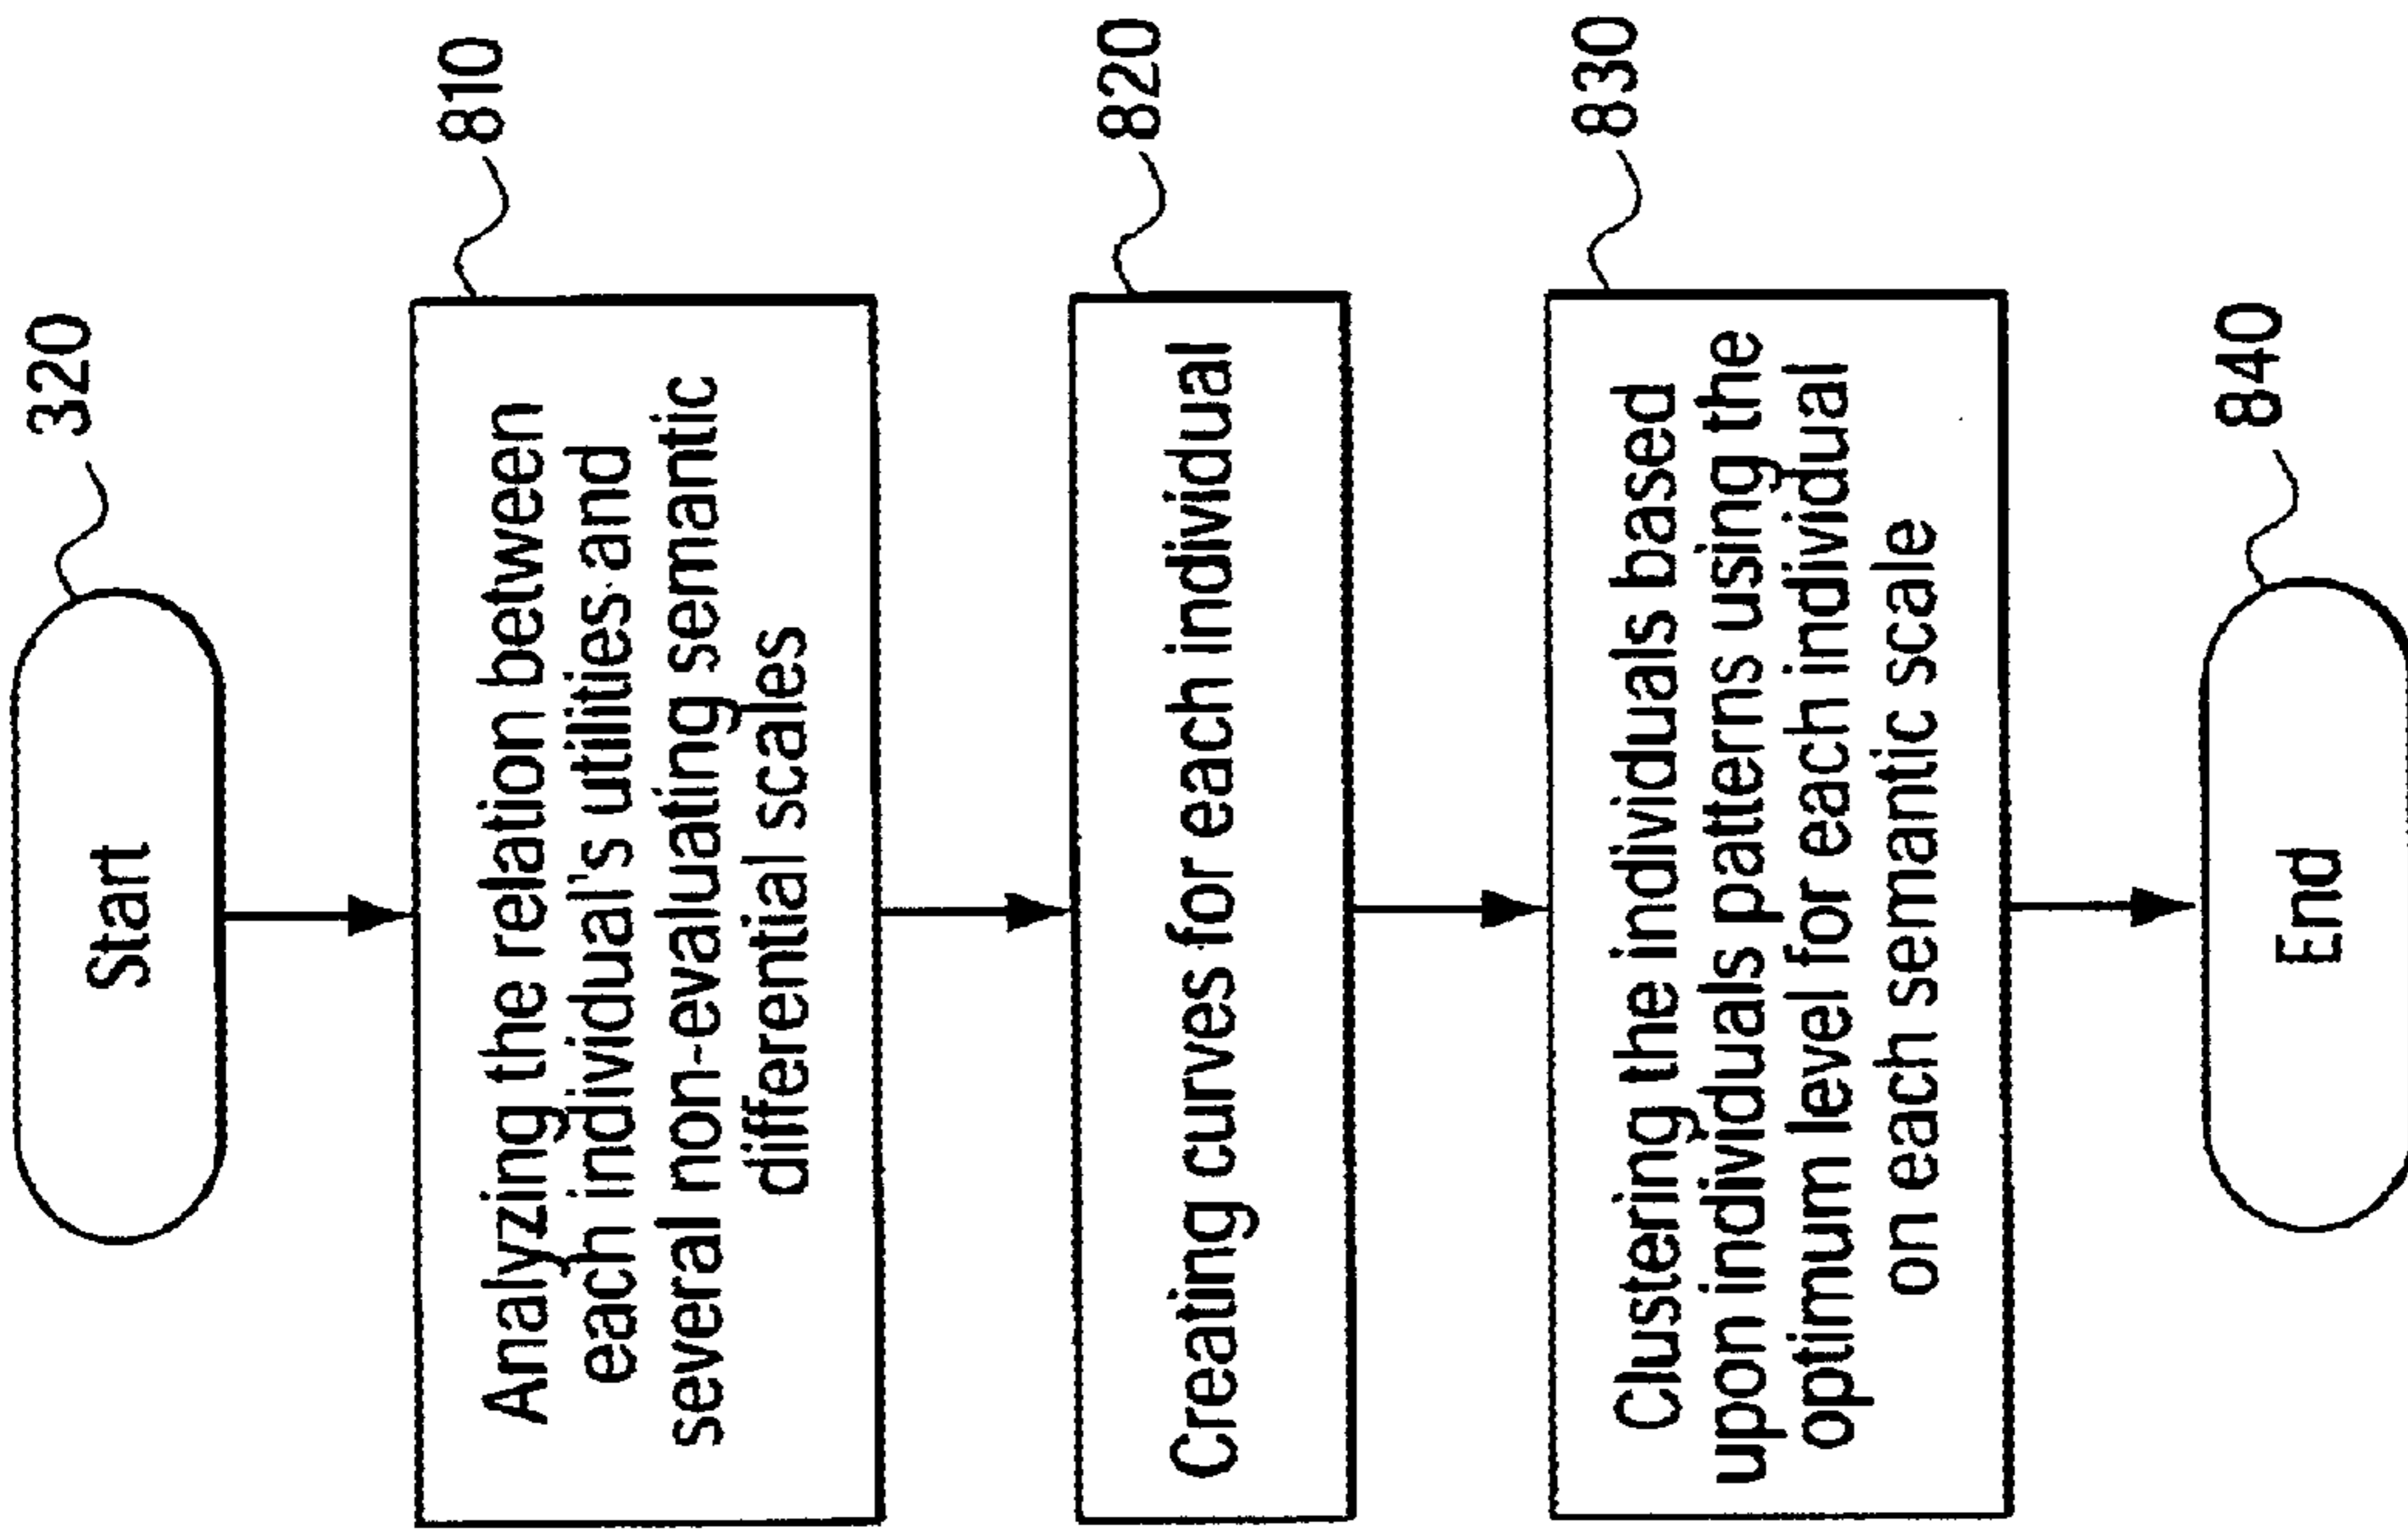 Start
320
Analyzing the relation between
each individual's utilities and
several non-evaluating semantic
differential scales
810
Creating curves for each individual
820
Clustering the individuals based
upon individuals patterns using the
optimum level for each individual
on each semantic scale
830
End
840